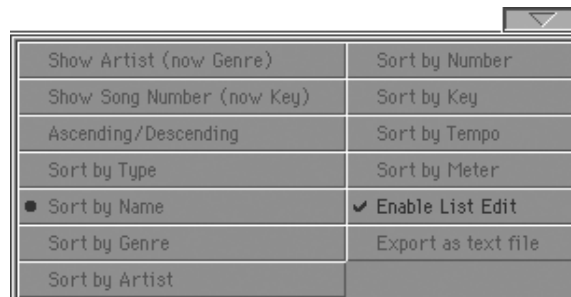 Show Artist (now Genre)
Show Song Number (now Key)
Ascending/Descending
Sort by Type
Sort by Name
Sort by Genre
Sort by Artist
Sort by Number
Sort by Key
Sort by Tempo
Sort by Meter
Enable List Edit
Export as text file